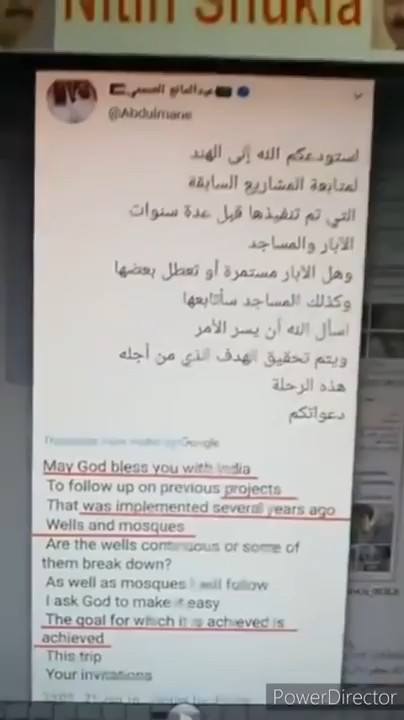 Nitin Shukla
@Abdulmane
استودعكم الله إلى الهند
لمتابعة المشاريع السابقة
التي تم تنفيذها قبل عدة سنوات
الآبار والمساجد
وهل الآبار مستمرة أو تعطل بعضها
وكذلك المساجد سأتابعها
اسأل الله أن يسر الأمر
ويتم تحقيق الهدف الذي من أجله
هذه الرحلة
دعواتكم
Google
May God bless you with India
To follow up on previous projects
That was implemented several years ago
Wells and mosques
Are the wells continuous or some of
them break down?
As well as mosques I will follow
I ask God to make it easy
The goal for which it is achieved is
achieved
This trip
Your invitations
PowerDirector